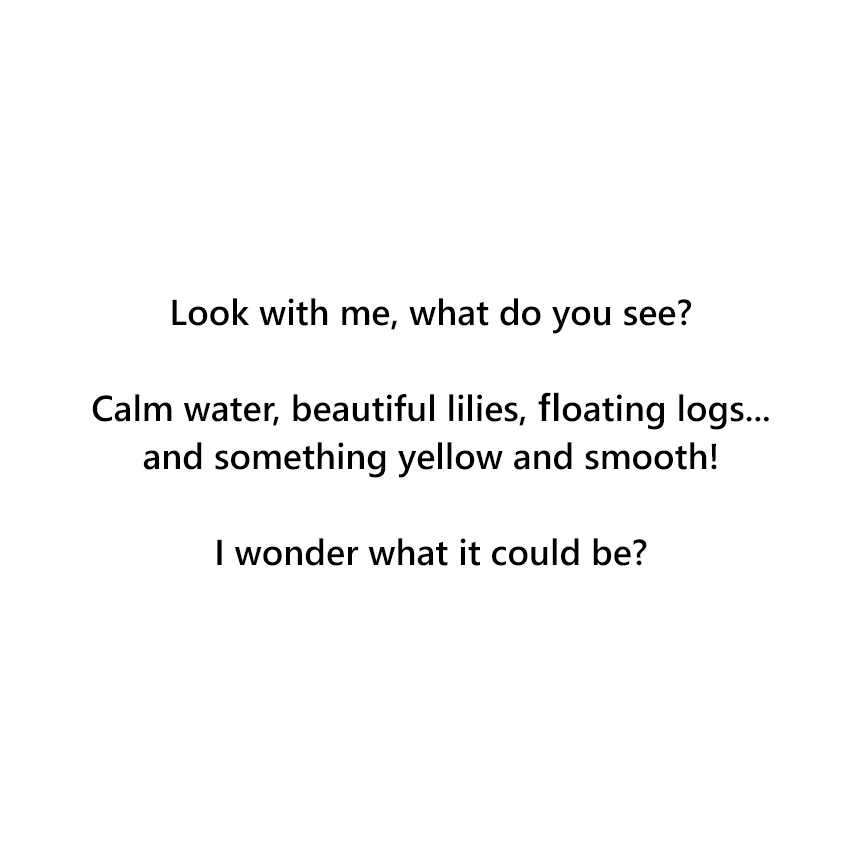 Look with me, what do you see?
Calm water, beautiful lilies, floating logs...
and something yellow and smooth!
I wonder what it could be?